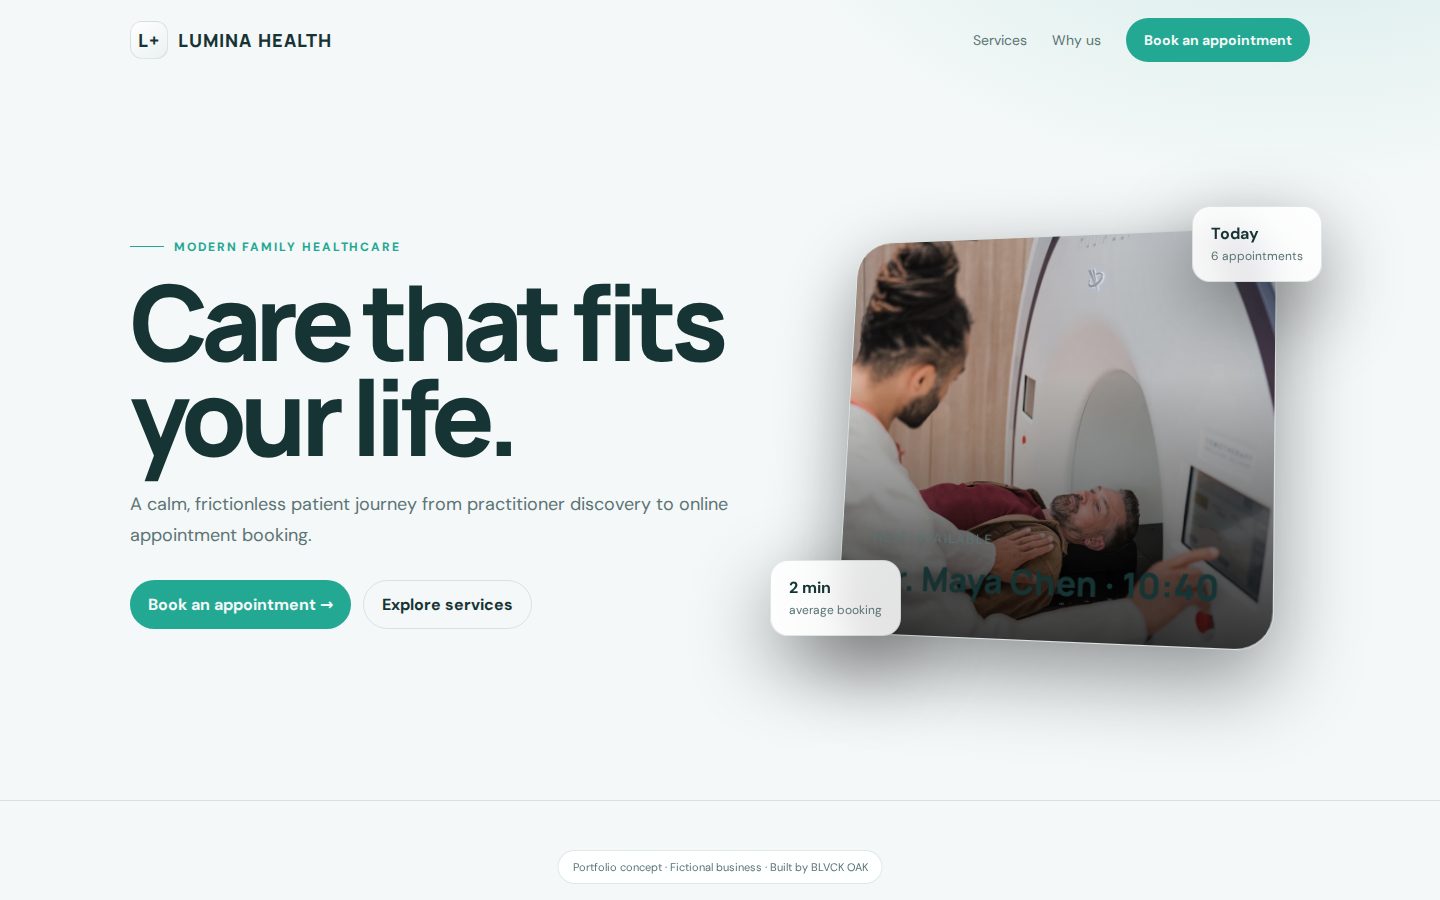 L+ LUMINA HEALTH
Services Why us Book an appointment
MODERN FAMILY HEALTHCARE
Care that fits
your life.
A calm, frictionless patient journey from practitioner discovery to online
appointment booking.
Book an appointment → Explore services
Today
6 appointments
AVAILABLE
Maya Chen · 10:40
2 min
average booking
Portfolio concept · Fictional business · Built by BLVCK OAK